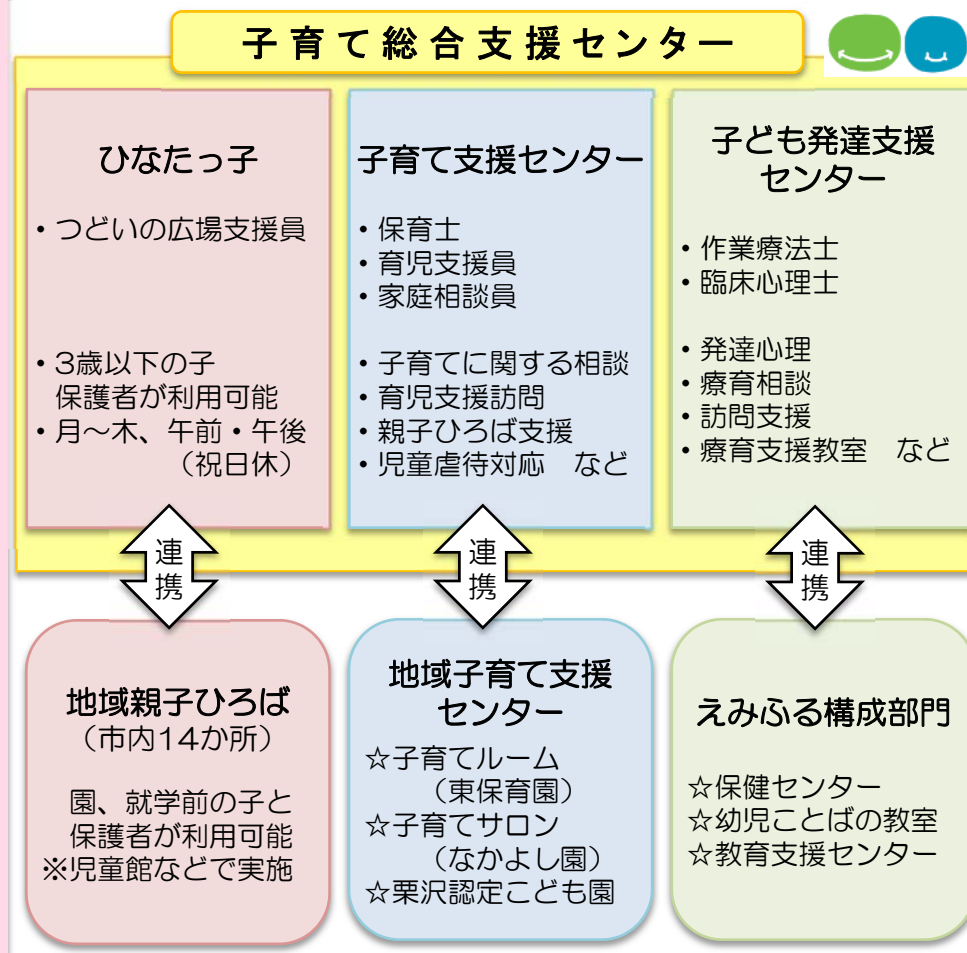 子育て総合支援センター
ひなたっ子
・つどいの広場支援員
・3歳以下の子
保護者が利用可能
・月～木、午前・午後
（祝日休）
子育て支援センター
・保育士
・育児支援員
・家庭相談員
・子育てに関する相談
・育児支援訪問
・親子ひろば支援
・児童虐待対応　など
子ども発達支援
センター
・作業療法士
・臨床心理士
・発達心理
・療育相談
・訪問支援
・療育支援教室　など
連
携
連
携
連
携
地域親子ひろば
（市内14か所）
園、就学前の子と
保護者が利用可能
※児童館などで実施
地域子育て支援
センター
☆子育てルーム
（東保育園）
☆子育てサロン
（なかよし園）
☆栗沢認定こども園
えみふる構成部門
☆保健センター
☆幼児ことばの教室
☆教育支援センター